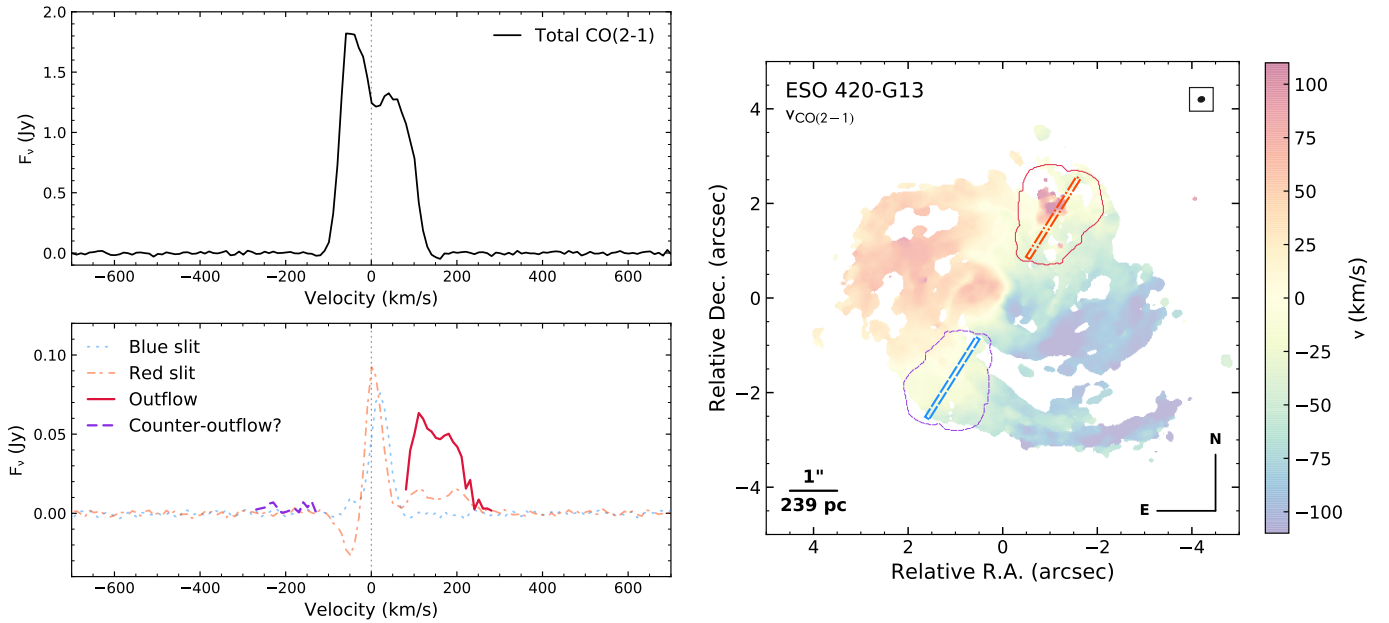 2.0
1.5
1.0
0.5
0.0
F_ν (Jy)
Total CO(2-1)
−600 −400 −200 0 200 400 600
Velocity (km/s)
0.10
0.05
0.00
F_ν (Jy)
Blue slit
Red slit
Outflow
Counter-outflow?
−600 −400 −200 0 200 400 600
Velocity (km/s)
ESO 420-G13
v_CO(2−1)
4
2
0
−2
−4
Relative Dec. (arcsec)
1"
239 pc
N
E
4 2 0 −2 −4
Relative R.A. (arcsec)
100
75
50
25
0
−25
−50
−75
−100
v (km/s)